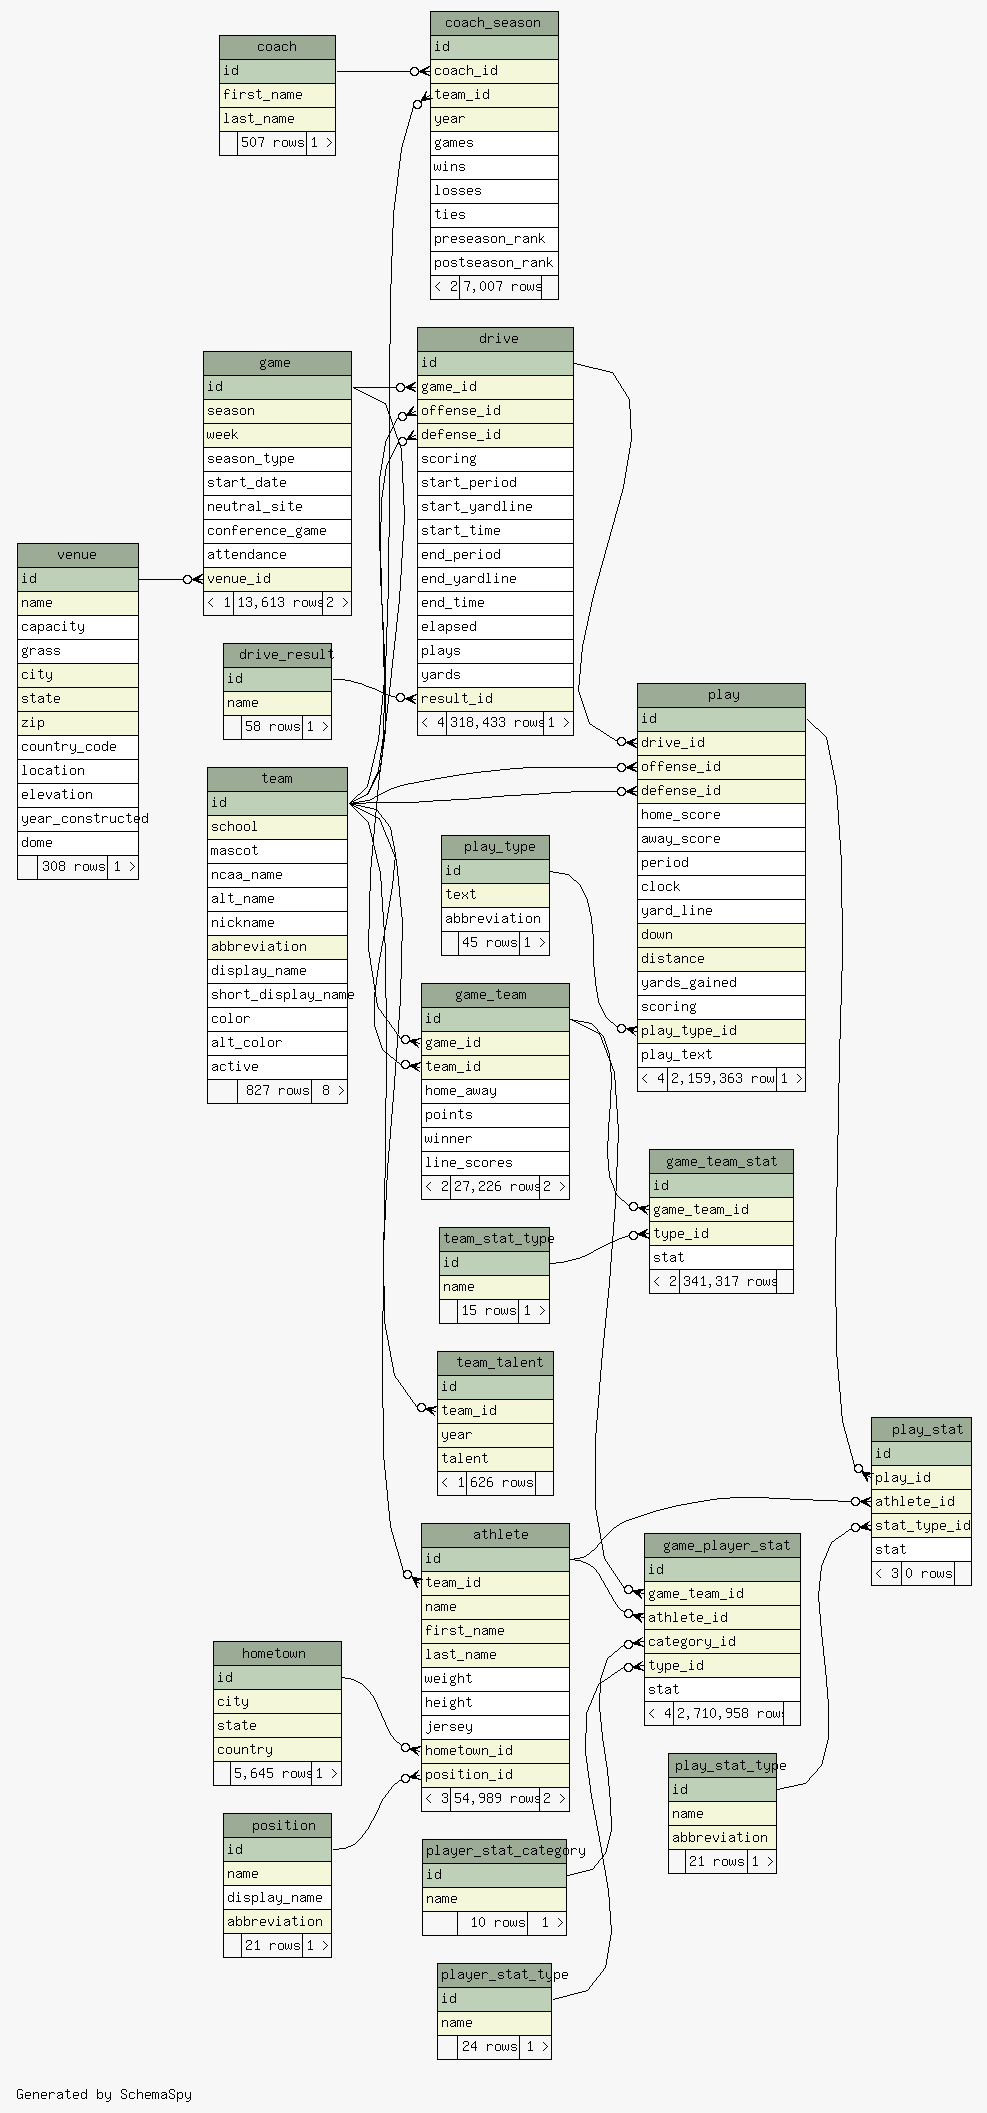 coach_season
id
coach_id
team_id
year
games
wins
losses
ties
preseason_rank
postseason_rank
< 2 7,007 rows
coach
id
first_name
last_name
507 rows 1 >
drive
id
game_id
offense_id
defense_id
scoring
start_period
start_yardline
start_time
end_period
end_yardline
end_time
elapsed
plays
yards
result_id
< 4 318,433 rows 1 >
game
id
season
week
season_type
start_date
neutral_site
conference_game
attendance
venue_id
< 1 13,613 rows 2 >
venue
id
name
capacity
grass
city
state
zip
country_code
location
elevation
year_constructed
dome
308 rows 1 >
drive_result
id
name
58 rows 1 >
team
id
school
mascot
ncaa_name
alt_name
nickname
abbreviation
display_name
short_display_name
color
alt_color
active
827 rows 8 >
play
id
drive_id
offense_id
defense_id
home_score
away_score
period
clock
yard_line
down
distance
yards_gained
scoring
play_type_id
play_text
< 4 2,159,363 row 1 >
play_type
id
text
abbreviation
45 rows 1 >
game_team
id
game_id
team_id
home_away
points
winner
line_scores
< 2 27,226 rows 2 >
game_team_stat
id
game_team_id
type_id
stat
< 2 341,317 rows
team_stat_type
id
name
15 rows 1 >
team_talent
id
team_id
year
talent
< 1 626 rows
play_stat
id
play_id
athlete_id
stat_type_id
stat
< 3 0 rows
athlete
id
team_id
name
first_name
last_name
weight
height
jersey
hometown_id
position_id
< 3 54,989 rows 2 >
game_player_stat
id
game_team_id
athlete_id
category_id
type_id
stat
< 4 2,710,958 rows
hometown
id
city
state
country
5,645 rows 1 >
play_stat_type
id
name
abbreviation
21 rows 1 >
position
id
name
display_name
abbreviation
21 rows 1 >
player_stat_category
id
name
10 rows 1 >
player_stat_type
id
name
24 rows 1 >
Generated by SchemaSpy